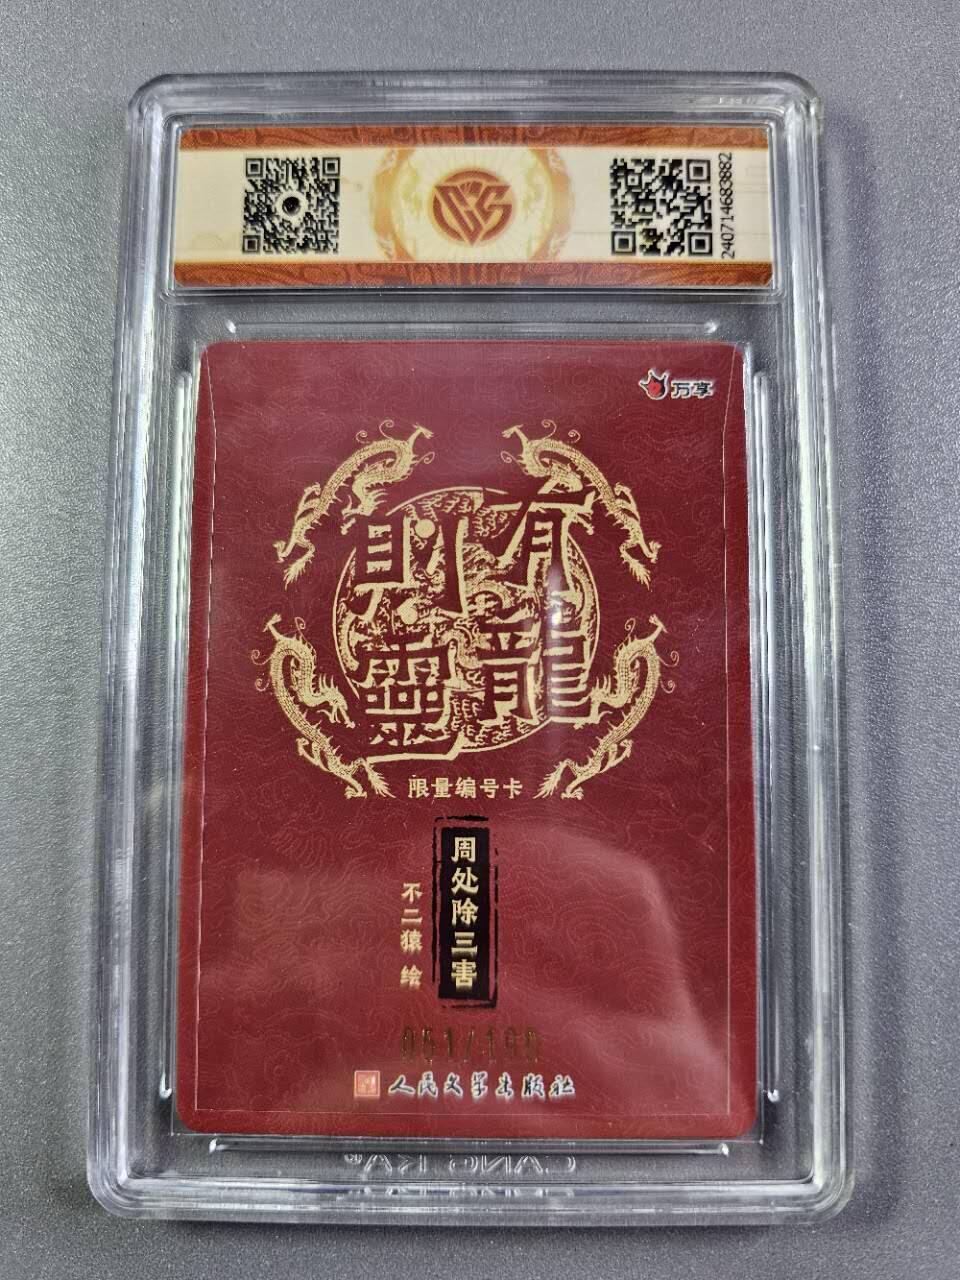 240714683882
万享
有龍則靈
限量编号卡
周处除三害
不二猿 绘
人民文学出版社